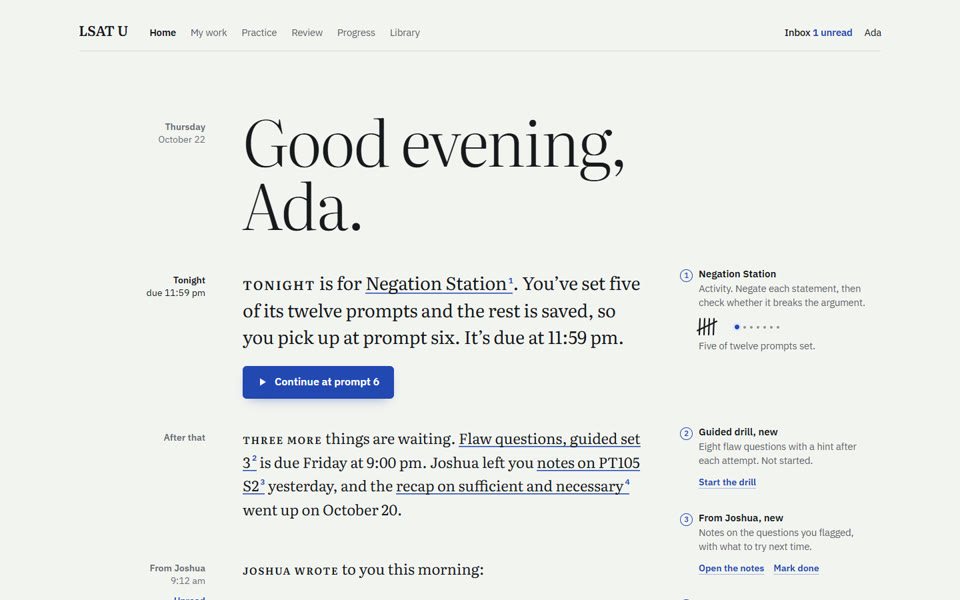 LSAT U Home My work Practice Review Progress Library Inbox 1 unread Ada
Thursday
October 22
Good evening,
Ada.
Tonight
due 11:59 pm
TONIGHT is for Negation Station1. You’ve set five
of its twelve prompts and the rest is saved, so
you pick up at prompt six. It’s due at 11:59 pm.
Continue at prompt 6
1 Negation Station
Activity. Negate each statement, then
check whether it breaks the argument.
Five of twelve prompts set.
After that
THREE MORE things are waiting. Flaw questions, guided set
32 is due Friday at 9:00 pm. Joshua left you notes on PT105
S23 yesterday, and the recap on sufficient and necessary4
went up on October 20.
2 Guided drill, new
Eight flaw questions with a hint after
each attempt. Not started.
Start the drill
3 From Joshua, new
Notes on the questions you flagged,
with what to try next time.
Open the notes Mark done
From Joshua
9:12 am
JOSHUA WROTE to you this morning: